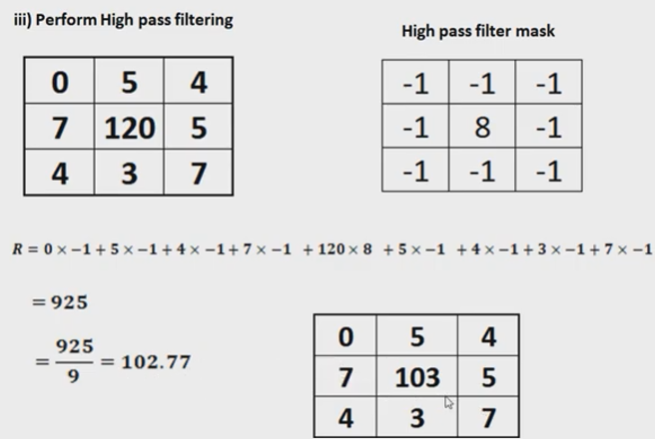 iii) Perform High pass filtering
High pass filter mask
0 5 4
7 120 5
4 3 7
-1 -1 -1
-1 8 -1
-1 -1 -1
R = 0 × −1 + 5 × −1 + 4 × −1 + 7 × −1 + 120 × 8 + 5 × −1 + 4 × −1 + 3 × −1 + 7 × −1
= 925
= 925/9 = 102.77
0 5 4
7 103 5
4 3 7